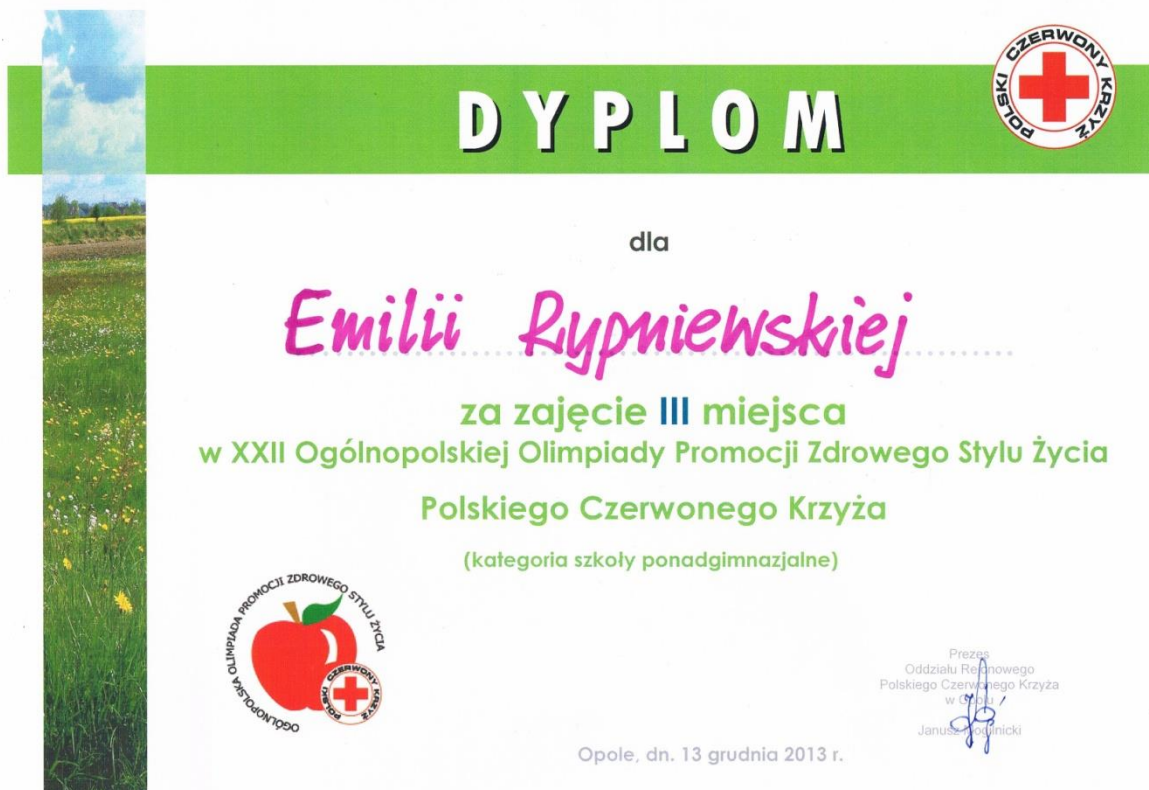 POLSKI CZERWONY KRZYŻ
DYPLOM
dla
Emilii Rypniewskiej
za zajęcie III miejsca
w XXII Ogólnopolskiej Olimpiady Promocji Zdrowego Stylu Życia
Polskiego Czerwonego Krzyża
(kategoria szkoły ponadgimnazjalne)
OGÓLNOPOLSKA OLIMPIADA PROMOCJI ZDROWEGO STYLU ŻYCIA
POLSKI CZERWONY KRZYŻ
Prezes
Oddziału Rejonowego
Polskiego Czerwonego Krzyża
w Opolu
Janusz
Opole, dn. 13 grudnia 2013 r.